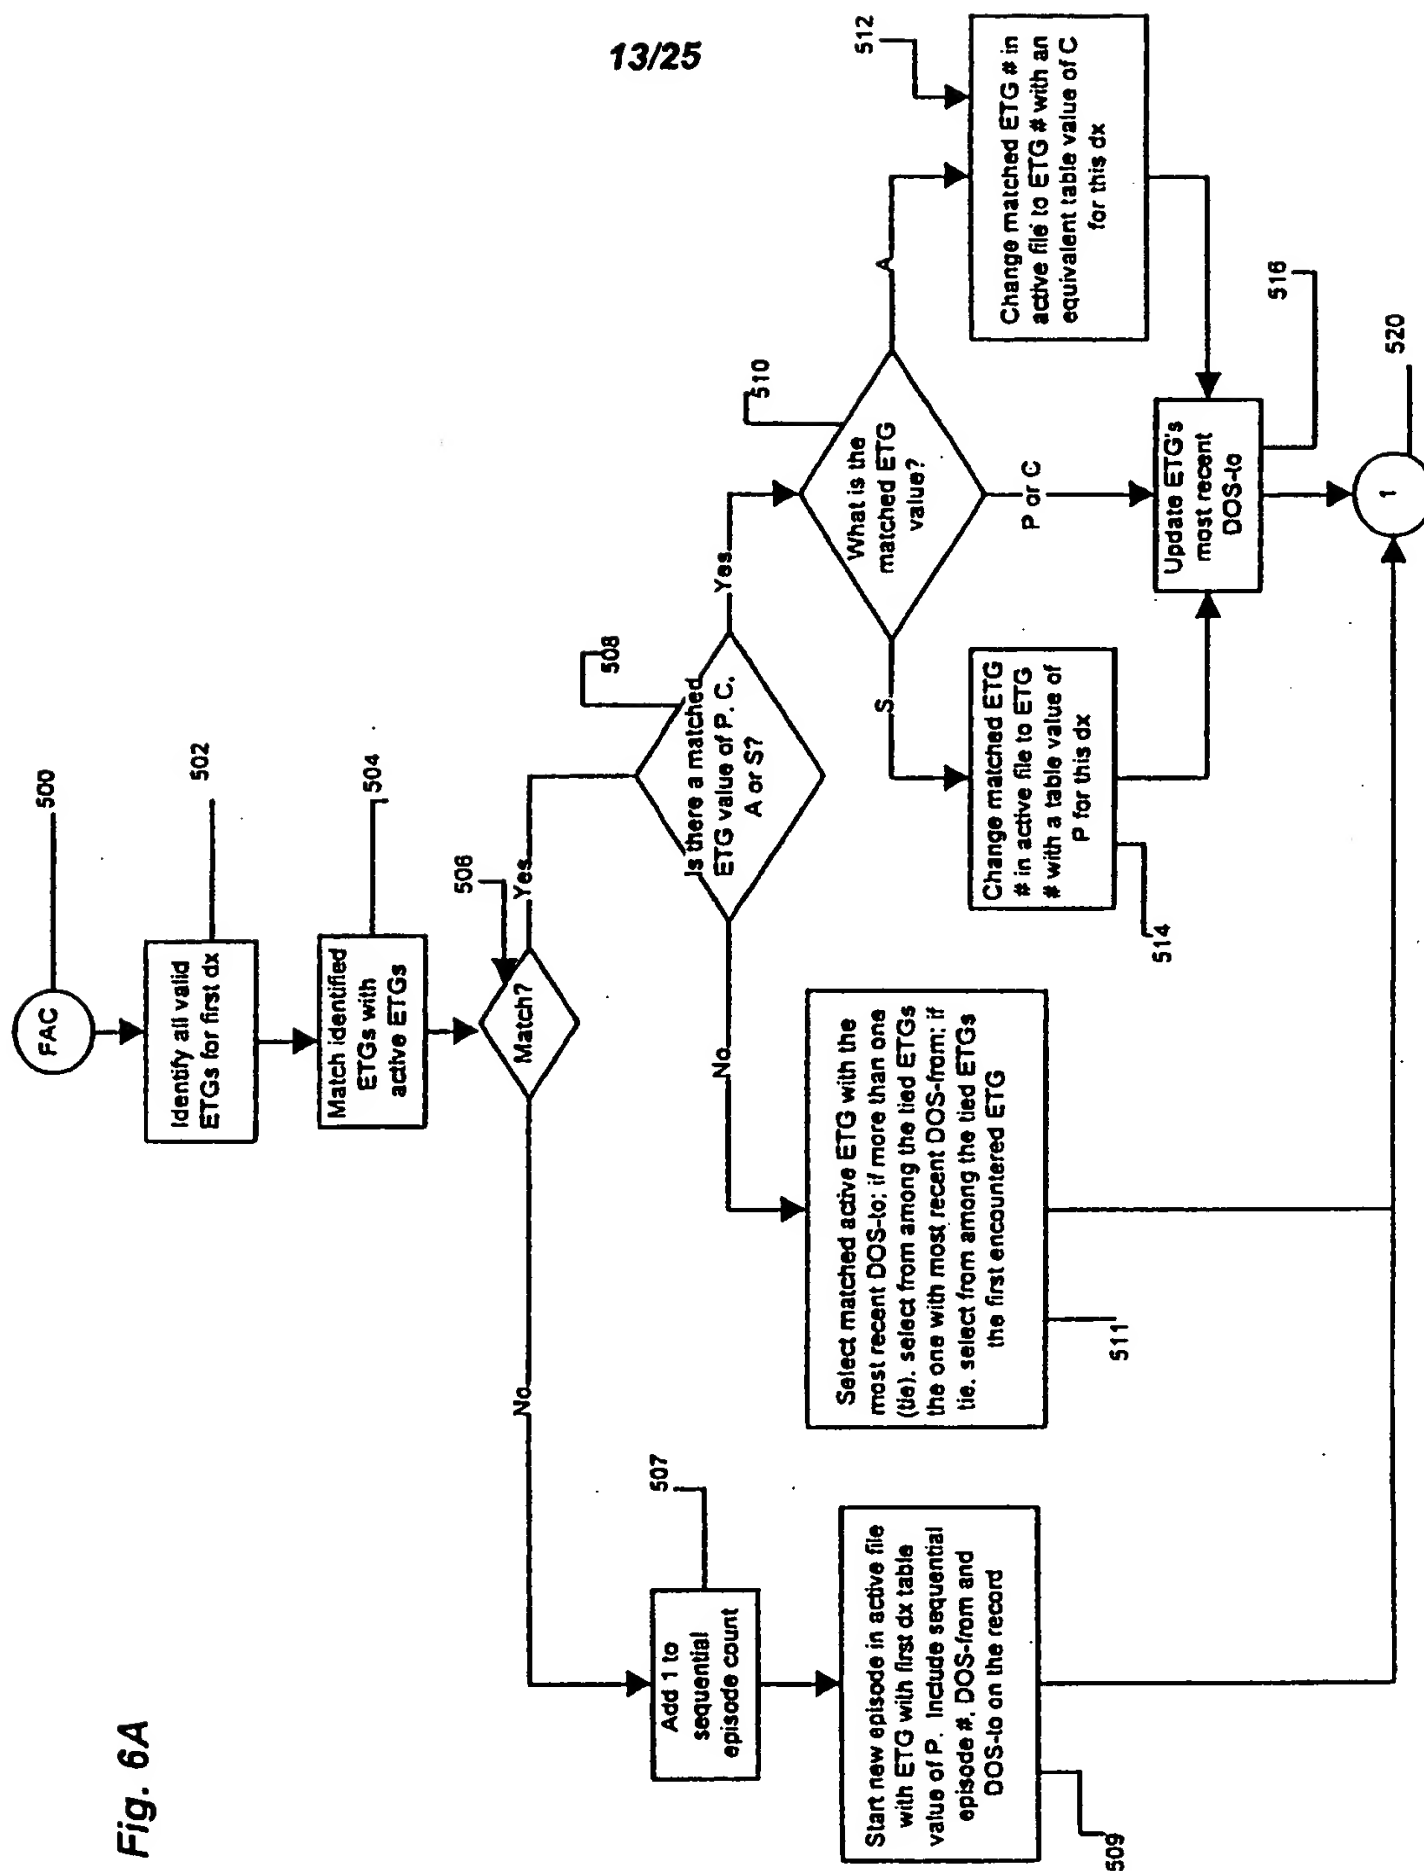 13/25
Fig. 6A
FAC
500
Identify all valid
ETGs for first dx
502
Match identified
ETGs with
active ETGs
504
Match?
506
No
Yes
Add 1 to
sequential
episode count
507
Start new episode in active file
with ETG with first dx table
value of P. Include sequential
episode #, DOS-from and
DOS-to on the record
509
Is there a matched
ETG value of P, C,
A or S?
508
No
Yes
Select matched active ETG with the
most recent DOS-to; if more than one
(tie), select from among the tied ETGs
the one with most recent DOS-from; if
tie, select from among the tied ETGs
the first encountered ETG
511
What is the
matched ETG
value?
510
S
P or C
A
Change matched ETG
# in active file to ETG
# with a table value of
P for this dx
514
Change matched ETG # in
active file to ETG # with an
equivalent table value of C
for this dx
512
Update ETG's
most recent
DOS-to
516
1
520